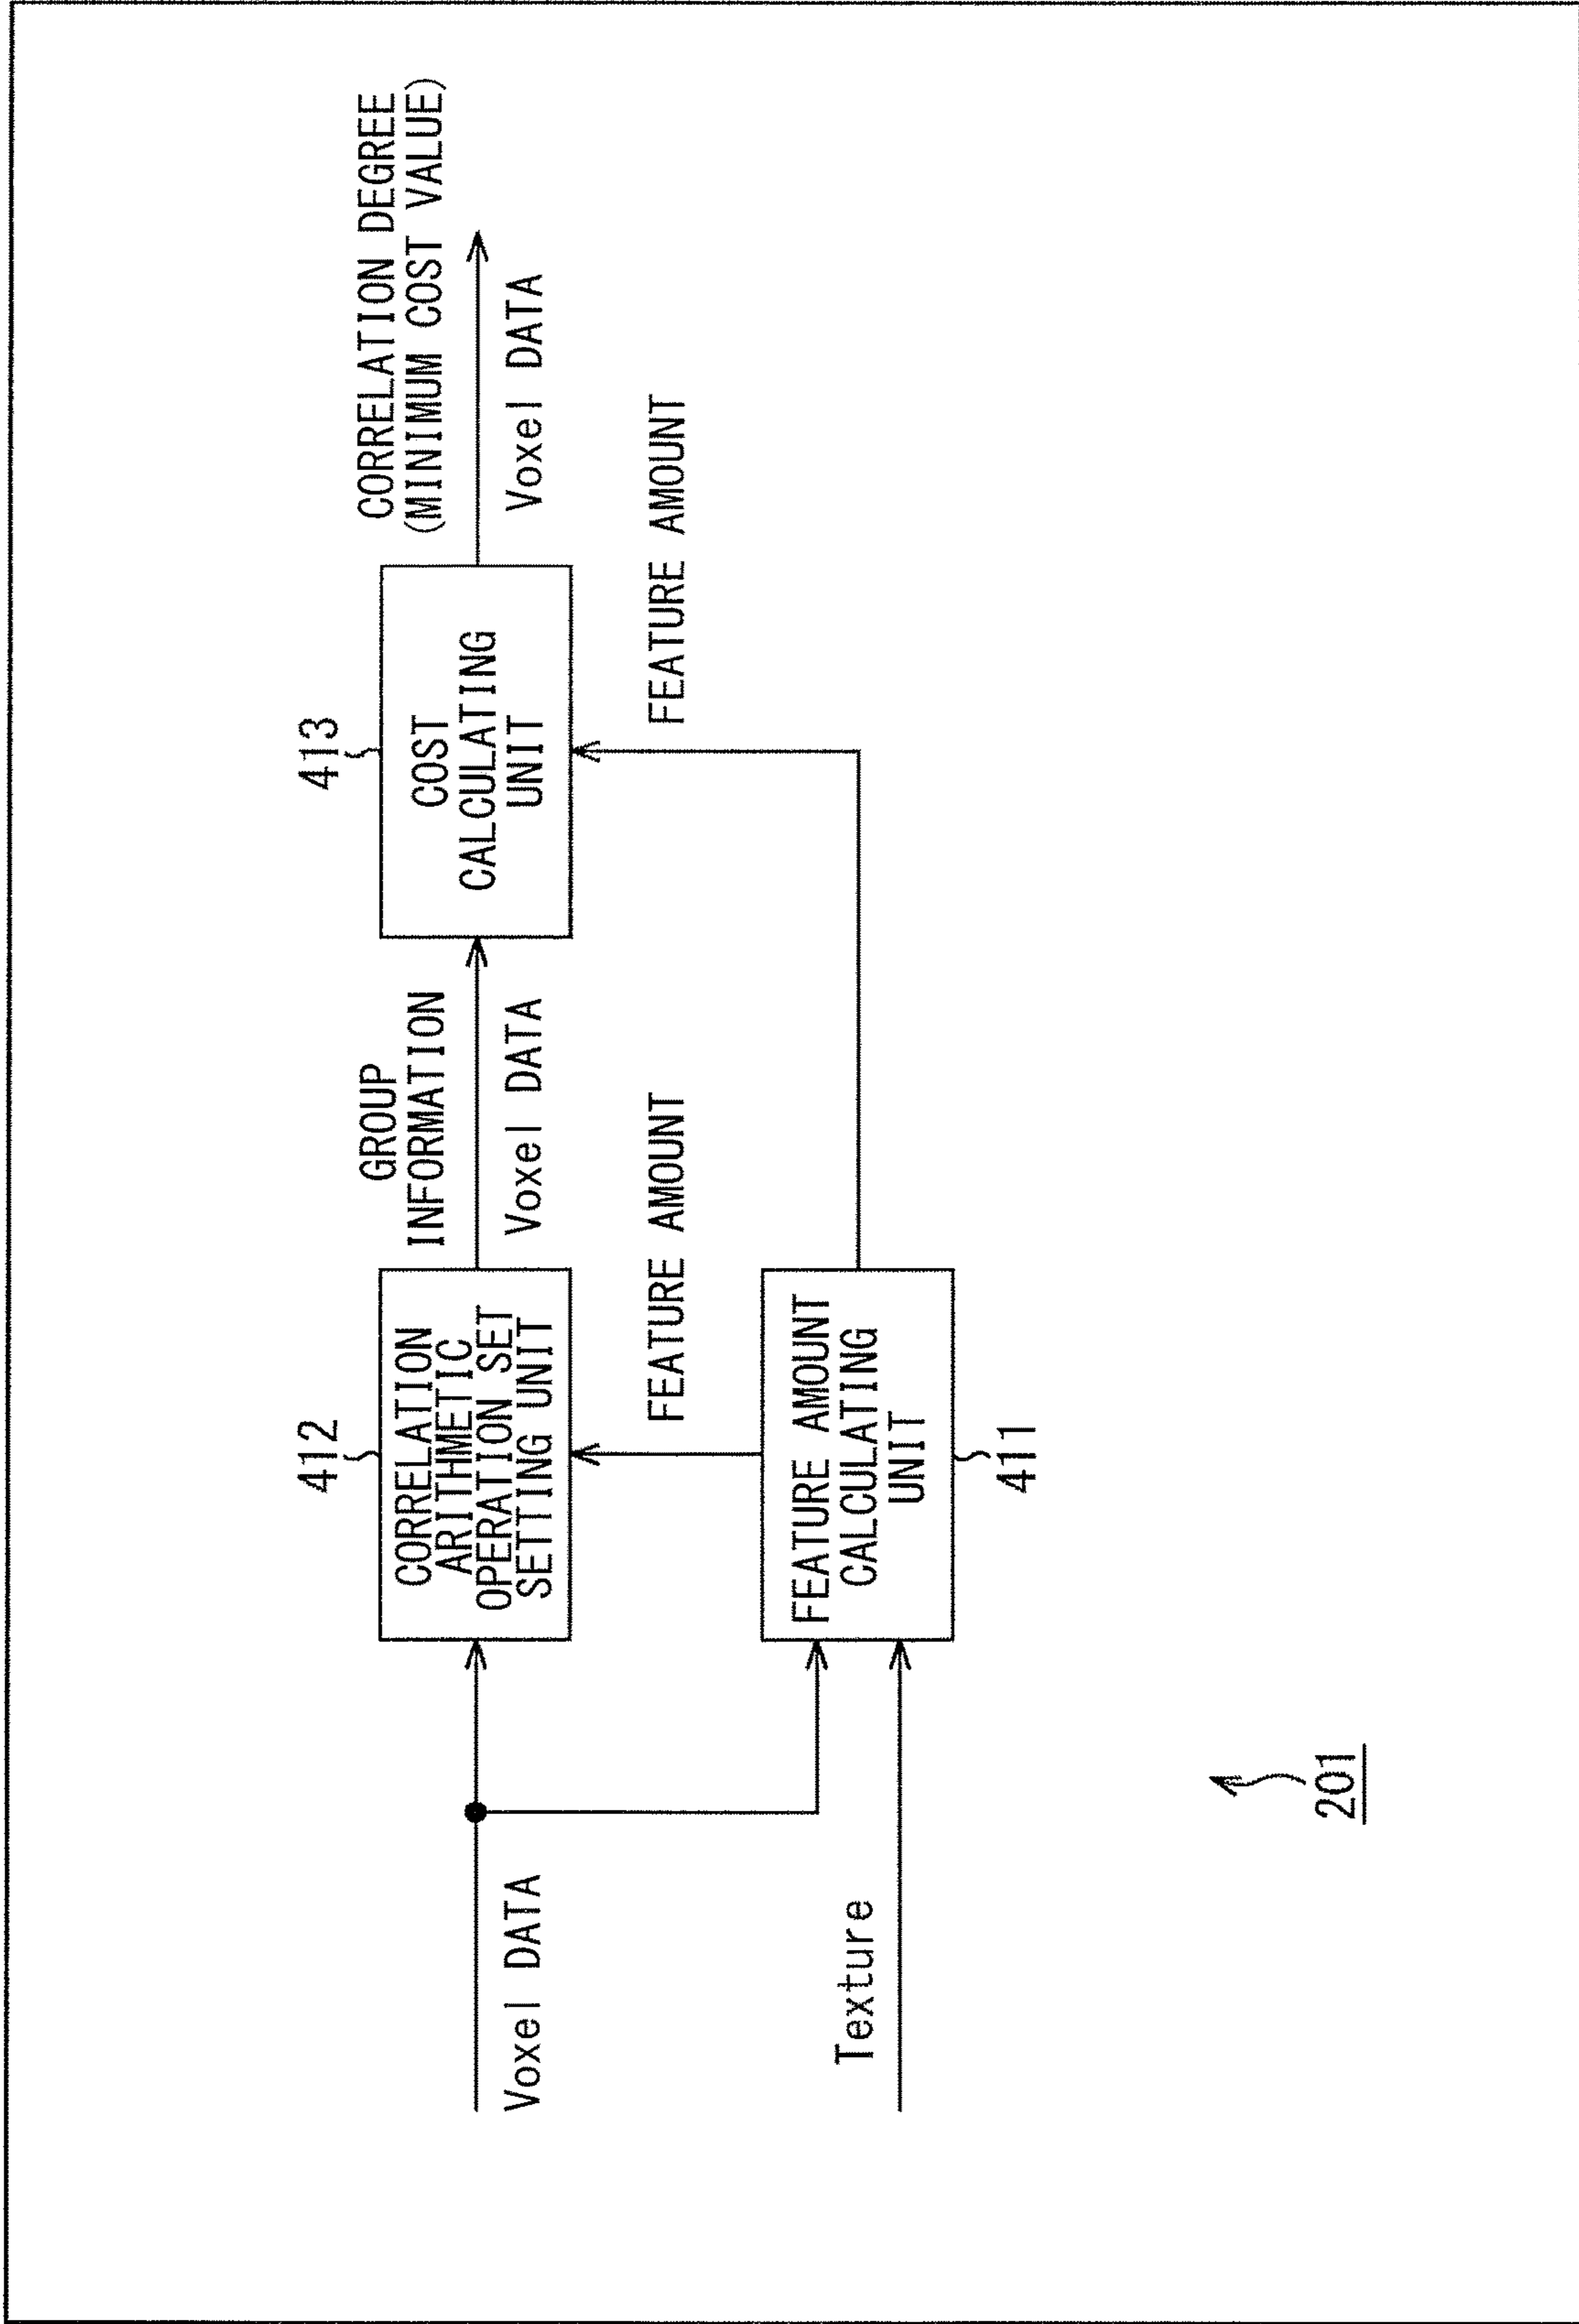 412
413
CORRELATION
ARITHMETIC
OPERATION SET
SETTING UNIT
GROUP
INFORMATION
COST
CALCULATING
UNIT
CORRELATION DEGREE
(MINIMUM COST VALUE)
Voxel DATA
Voxel DATA
Voxel DATA
FEATURE AMOUNT
FEATURE AMOUNT
Texture
FEATURE AMOUNT
CALCULATING
UNIT
411
201